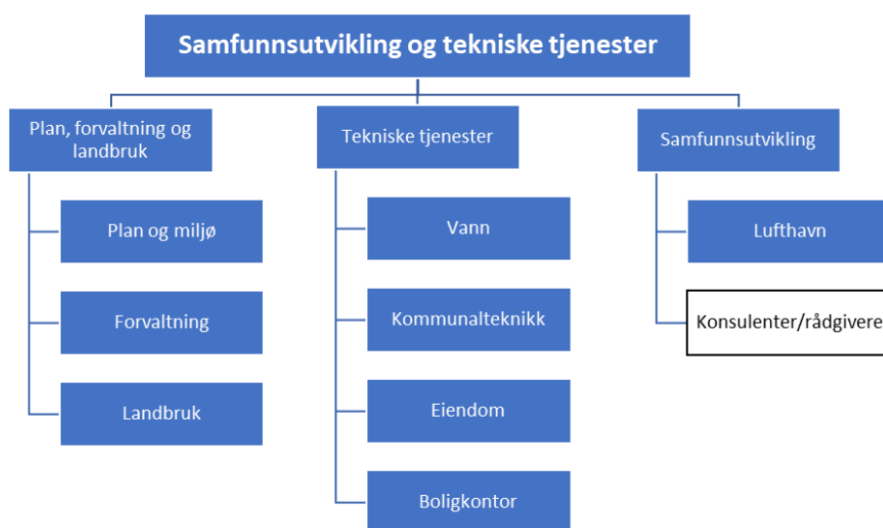 Samfunnsutvikling og tekniske tjenester
Plan, forvaltning og
landbruk
Plan og miljø
Forvaltning
Landbruk
Tekniske tjenester
Vann
Kommunalteknikk
Eiendom
Boligkontor
Samfunnsutvikling
Lufthavn
Konsulenter/rådgivere